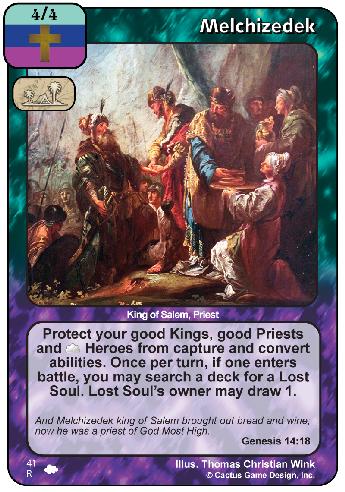 4/4
Melchizedek
King of Salem, Priest
Protect your good Kings, good Priests
and Heroes from capture and convert
abilities. Once per turn, if one enters
battle, you may search a deck for a Lost
Soul. Lost Soul's owner may draw 1.
And Melchizedek king of Salem brought out bread and wine;
now he was a priest of God Most High.
Genesis 14:18
41
R
Illus. Thomas Christian Wink
© Cactus Game Design, Inc.